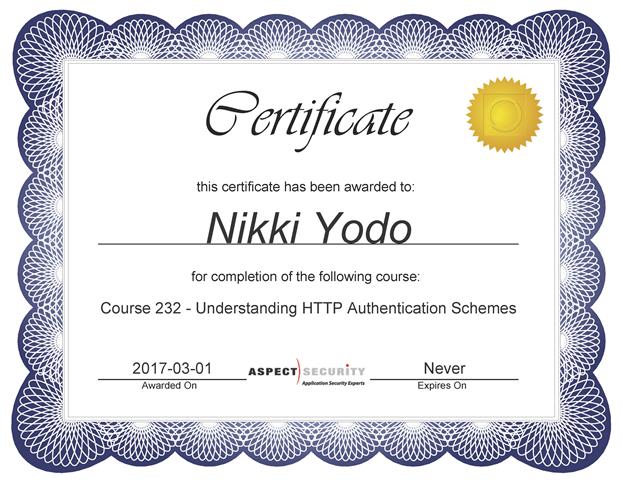 Certificate
this certificate has been awarded to:
Nikki Yodo
for completion of the following course:
Course 232 - Understanding HTTP Authentication Schemes
2017-03-01
Awarded On
ASPECT SECURITY
Application Security Experts
Never
Expires On